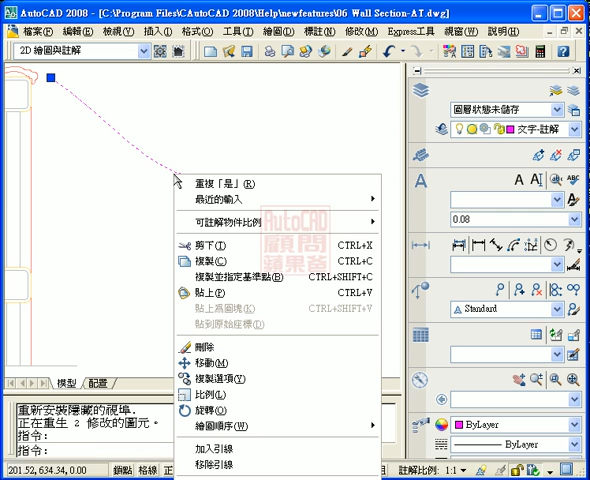 AutoCAD 2008 - [C:\Program Files\CAutoCAD 2008\Help\newfeatures\06 Wall Section-AT.dwg]
檔案(F) 編輯(E) 檢視(V) 插入(I) 格式(O) 工具(T) 繪圖(D) 標註(N) 修改(M) Express工具 視窗(W) 說明(H)
2D 繪圖與註解
圖層狀態未儲存
文字-註解
0.08
Standard
ByLayer
ByLayer
重複「是」(R)
最近的輸入
可註解物件比例
剪下(T) CTRL+X
複製(C) CTRL+C
複製並指定基準點(B) CTRL+SHIFT+C
貼上(P) CTRL+V
貼上為圖塊(K) CTRL+SHIFT+V
貼到原始座標(D)
刪除
移動(M)
複製選項(Y)
比例(L)
旋轉(O)
繪圖順序(W)
加入引線
移除引線
AutoCAD
顧問
蘋果爸
模型 配置
重新安裝隱藏的視埠.
正在重生 2 修改的圖元。
指令:
指令:
201.52, 634.34, 0.00 鎖點 格線 正
註解比例: 1:1